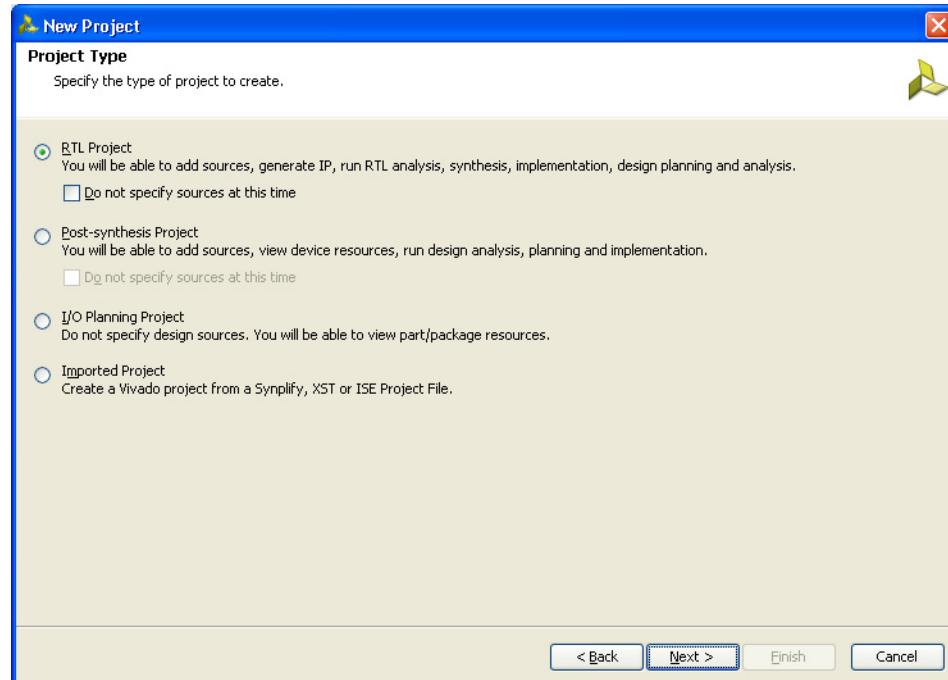 New Project
Project Type
Specify the type of project to create.
RTL Project
You will be able to add sources, generate IP, run RTL analysis, synthesis, implementation, design planning and analysis.
Do not specify sources at this time
Post-synthesis Project
You will be able to add sources, view device resources, run design analysis, planning and implementation.
Do not specify sources at this time
I/O Planning Project
Do not specify design sources. You will be able to view part/package resources.
Imported Project
Create a Vivado project from a Synplify, XST or ISE Project File.
< Back Next > Finish Cancel